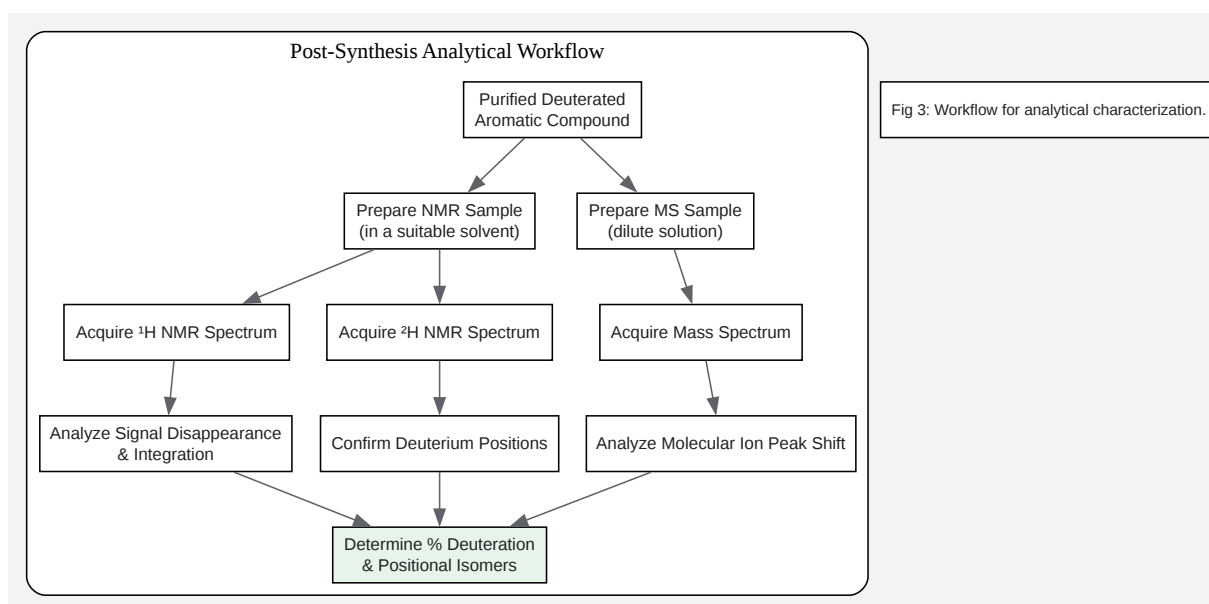 Post-Synthesis Analytical Workflow
Purified Deuterated
Aromatic Compound
Fig 3: Workflow for analytical characterization.
Prepare NMR Sample
(in a suitable solvent)
Prepare MS Sample
(dilute solution)
Acquire ¹H NMR Spectrum
Acquire ²H NMR Spectrum
Acquire Mass Spectrum
Analyze Signal Disappearance
& Integration
Confirm Deuterium Positions
Analyze Molecular Ion Peak Shift
Determine % Deuteration
& Positional Isomers